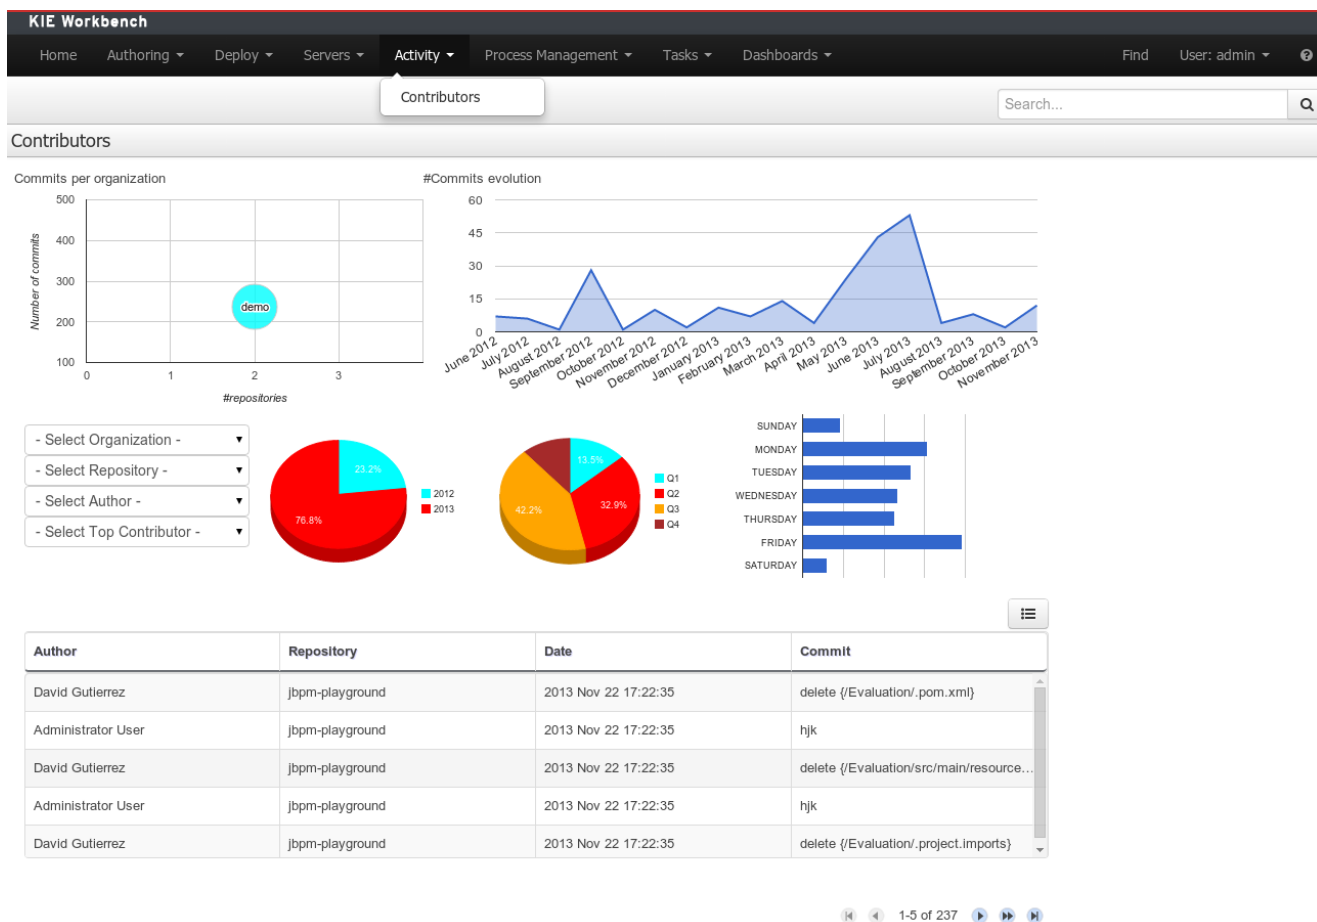 KIE Workbench
Home Authoring Deploy Servers Activity Process Management Tasks Dashboards Find User: admin
Contributors
Search...
Contributors
Commits per organization
500
400
300
200
100
Number of commits
demo
0 1 2 3
#repositories
#Commits evolution
60
45
30
15
0
June 2012 July 2012 August 2012 September 2012 October 2012 November 2012 December 2012 January 2013 February 2013 March 2013 April 2013 May 2013 June 2013 July 2013 August 2013 September 2013 October 2013 November 2013
- Select Organization -
- Select Repository -
- Select Author -
- Select Top Contributor -
23.2%
76.8%
2012
2013
13.5%
32.9%
42.2%
Q1
Q2
Q3
Q4
SUNDAY
MONDAY
TUESDAY
WEDNESDAY
THURSDAY
FRIDAY
SATURDAY
Author Repository Date Commit
David Gutierrez jbpm-playground 2013 Nov 22 17:22:35 delete {/Evaluation/.pom.xml}
Administrator User jbpm-playground 2013 Nov 22 17:22:35 hjk
David Gutierrez jbpm-playground 2013 Nov 22 17:22:35 delete {/Evaluation/src/main/resource...
Administrator User jbpm-playground 2013 Nov 22 17:22:35 hjk
David Gutierrez jbpm-playground 2013 Nov 22 17:22:35 delete {/Evaluation/.project.imports}
1-5 of 237